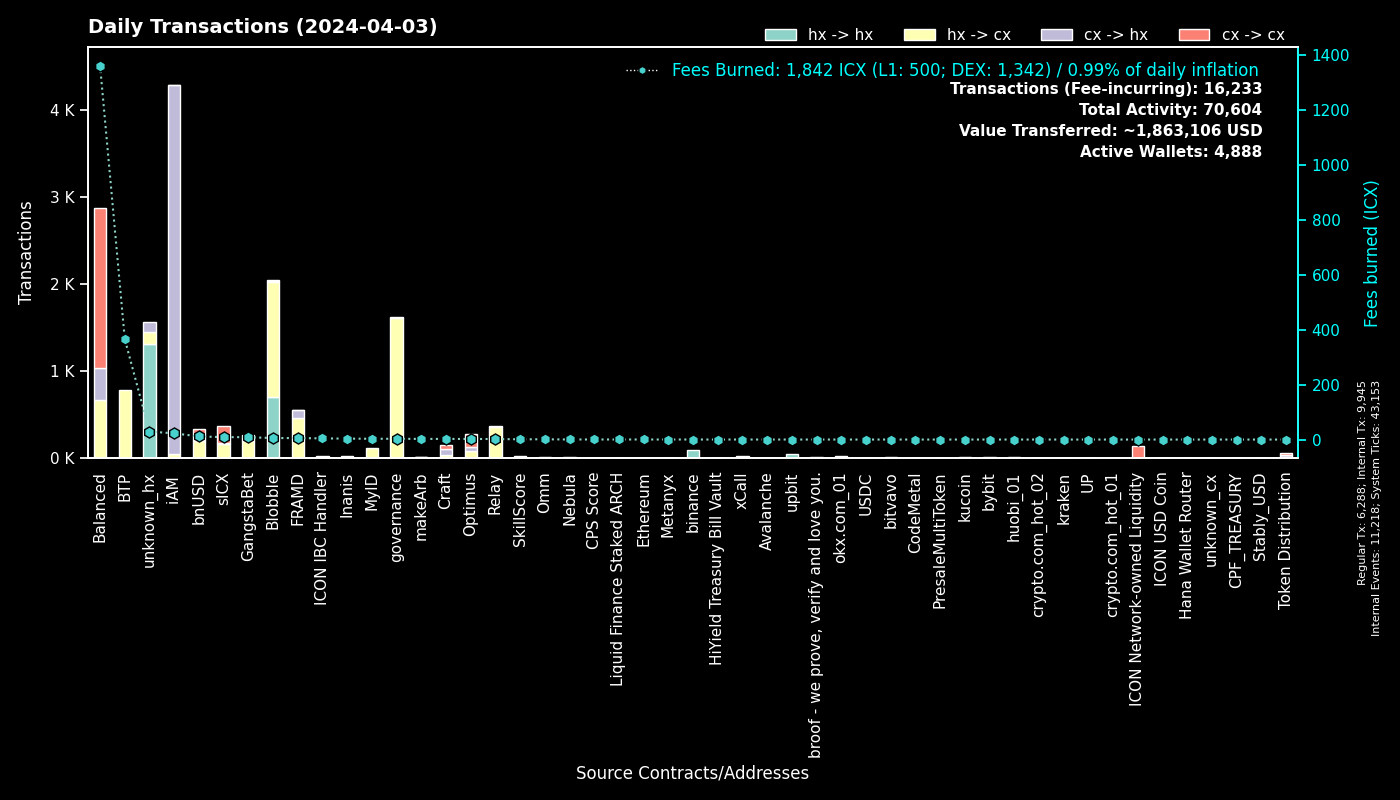 Daily Transactions (2024-04-03)
hx -> hx
hx -> cx
cx -> hx
cx -> cx
Fees Burned: 1,842 ICX (L1: 500; DEX: 1,342) / 0.99% of daily inflation
Transactions (Fee-incurring): 16,233
Total Activity: 70,604
Value Transferred: ~1,863,106 USD
Active Wallets: 4,888
Transactions
4 K
3 K
2 K
1 K
0 K
1400
1200
1000
800
600
400
200
0
Fees burned (ICX)
Regular Tx: 6,288; Internal Tx: 9,945
Internal Events: 11,218; System Ticks: 43,153
Balanced
BTP
unknown_hx
iAM
bnUSD
sICX
GangstaBet
Blobble
FRAMD
ICON IBC Handler
Inanis
MyID
governance
makeArb
Craft
Optimus
Relay
SkillScore
Omm
Nebula
CPS Score
Liquid Finance Staked ARCH
Ethereum
Metanyx
binance
HiYield Treasury Bill Vault
xCall
Avalanche
upbit
broof - we prove, verify and love you.
okx.com_01
USDC
bitvavo
CodeMetal
PresaleMultiToken
kucoin
bybit
huobi_01
crypto.com_hot_02
kraken
UP
crypto.com_hot_01
ICON Network-owned Liquidity
ICON USD Coin
Hana Wallet Router
unknown_cx
CPF_TREASURY
Stably_USD
Token Distribution
Source Contracts/Addresses